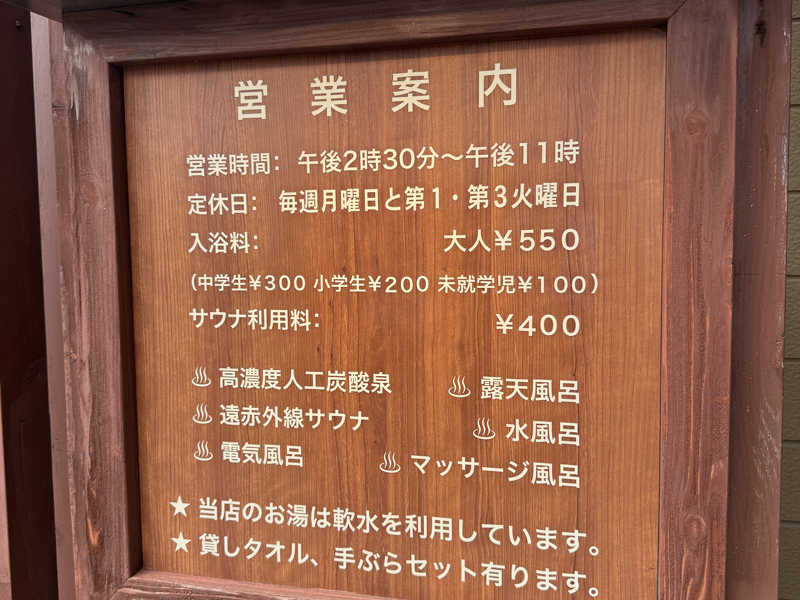 営業案内
営業時間： 午後2時30分〜午後11時
定休日： 毎週月曜日と第1・第3火曜日
入浴料： 大人￥550
（中学生￥300 小学生￥200 未就学児￥100）
サウナ利用料： ￥400
♨高濃度人工炭酸泉 ♨露天風呂
♨遠赤外線サウナ ♨水風呂
♨電気風呂 ♨マッサージ風呂
★当店のお湯は軟水を利用しています。
★貸しタオル、手ぶらセット有ります。